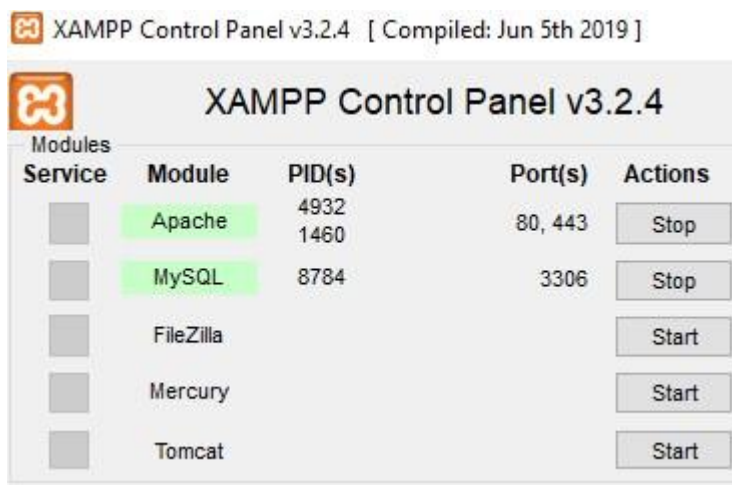 XAMPP Control Panel v3.2.4 [ Compiled: Jun 5th 2019 ]
XAMPP Control Panel v3.2.4
Modules
Service Module PID(s) Port(s) Actions
Apache 4932 1460 80, 443 Stop
MySQL 8784 3306 Stop
FileZilla Start
Mercury Start
Tomcat Start